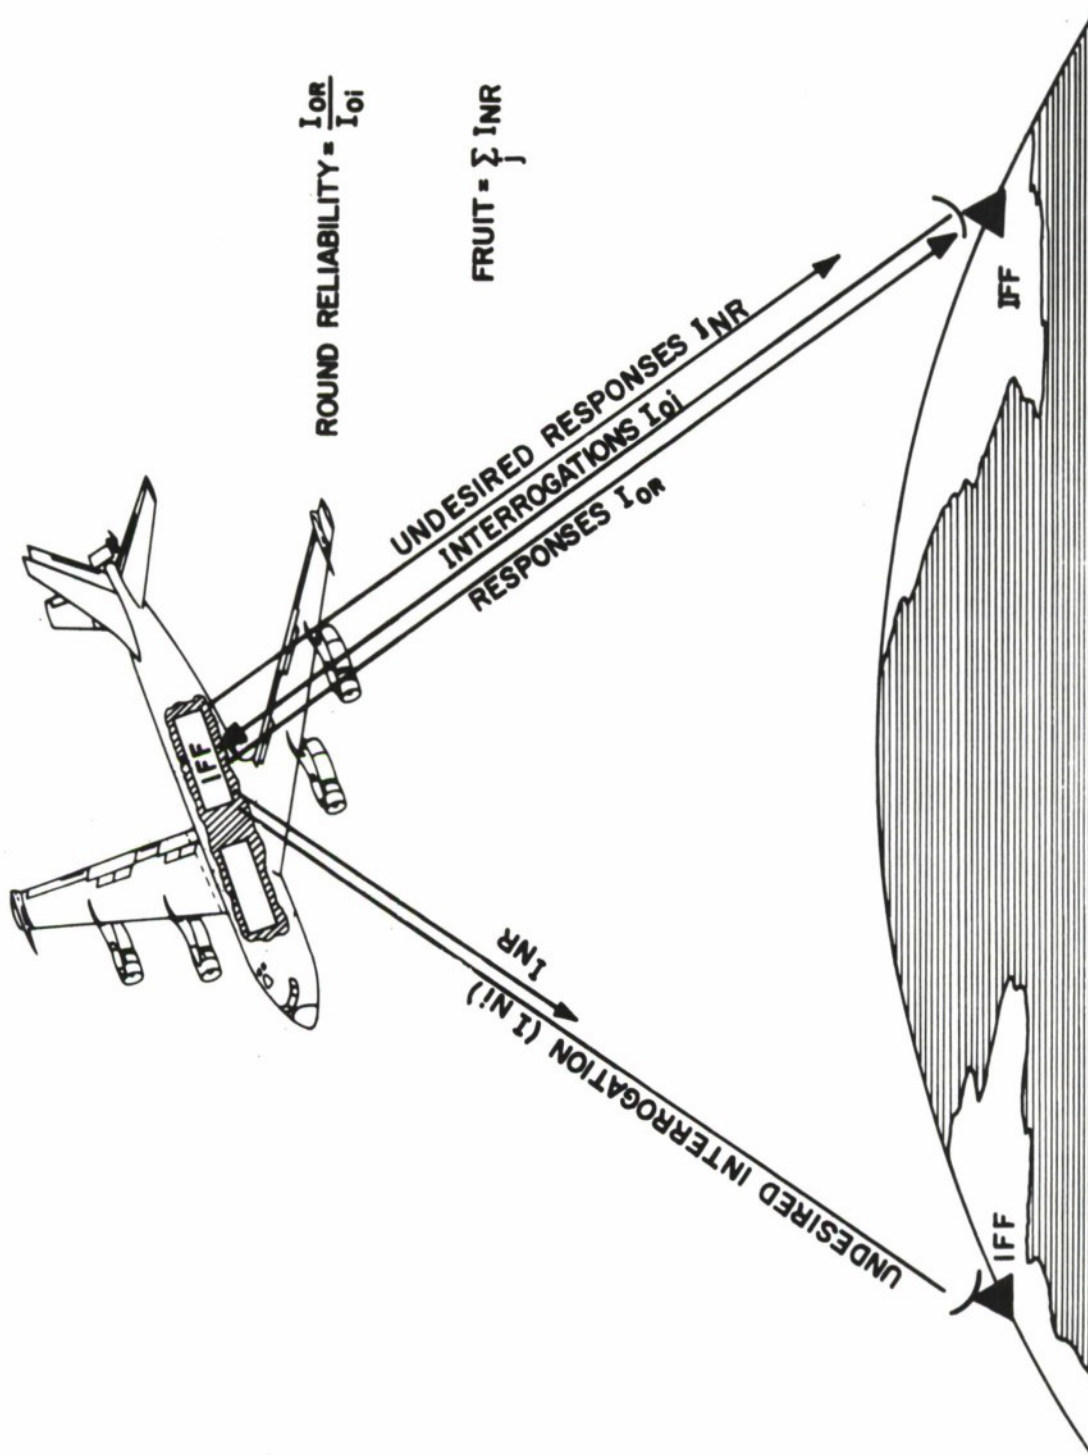 ROUND RELIABILITY = I_OR / I_Oi
FRUIT = Σ_j I_NR
IFF
UNDESIRED RESPONSES I_NR
INTERROGATIONS I_Oi
RESPONSES I_OR
I_NR
UNDESIRED INTERROGATION (I_Ni)
IFF
IFF